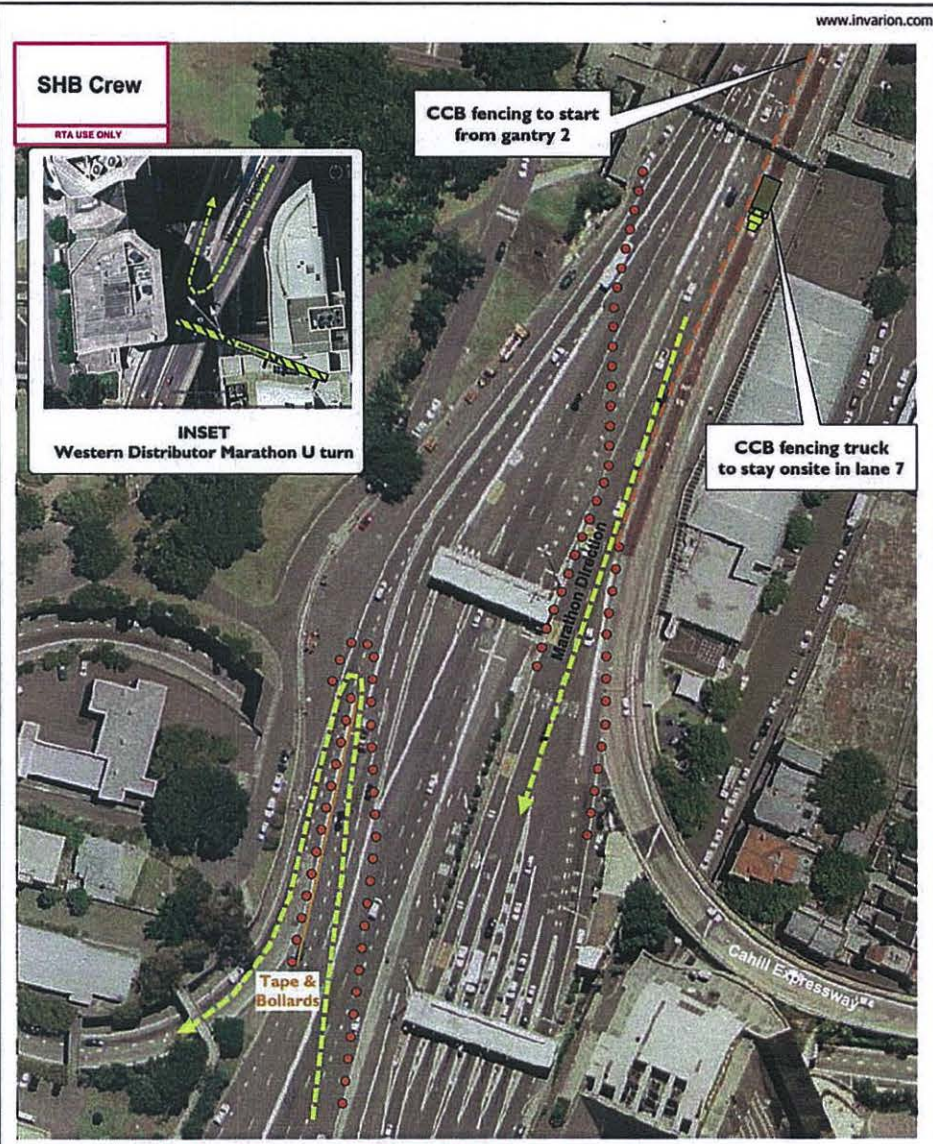 www.invarion.com
SHB Crew
RTA USE ONLY
CCB fencing to start
from gantry 2
INSET
Western Distributor Marathon U turn
CCB fencing truck
to stay onsite in lane 7
Marathon Direction
Tape &
Bollards
Cahill Expressway